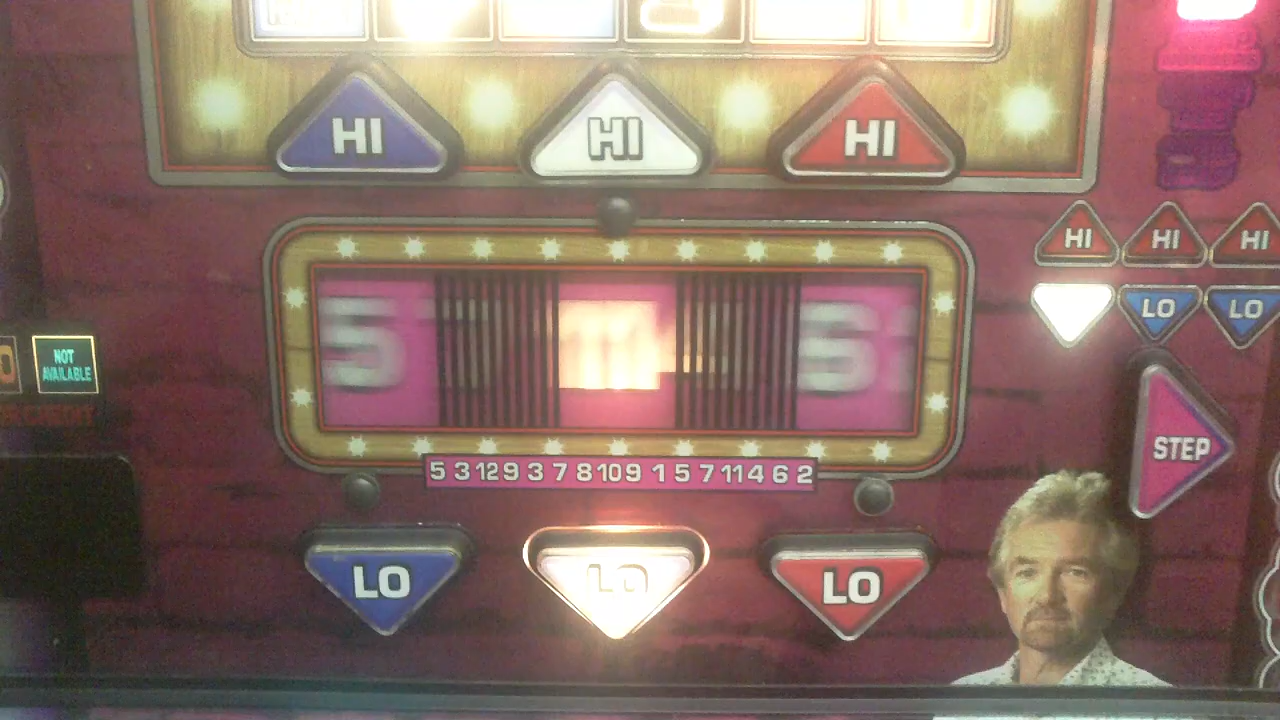 HI HI HI
HI HI HI
LO LO
5
NOT
AVAILABLE
STEP
5 3 12 9 3 7 8 10 9 1 5 7 11 4 6 2
LO LO LO